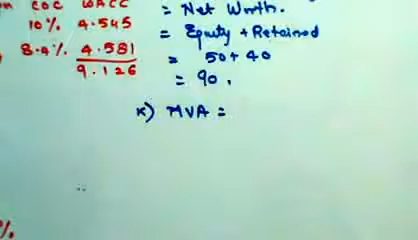 COC WACC
10% 4.545
8.4% 4.581
9.126
= Net Worth.
= Equity + Retained
= 50 + 40
= 90.
K) MVA =
%